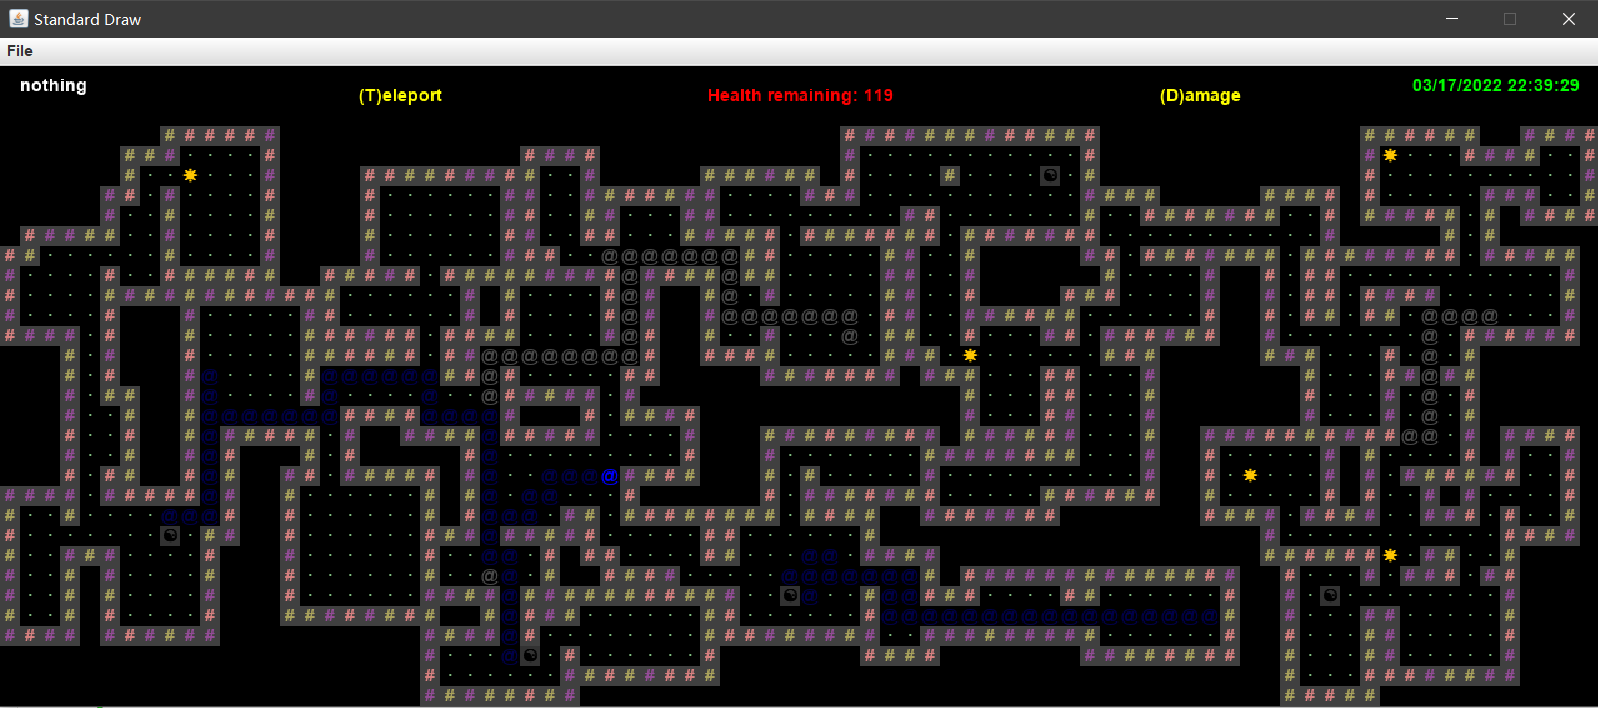 Standard Draw
File
nothing
(T)eleport
Health remaining: 119
(D)amage
03/17/2022 22:39:29